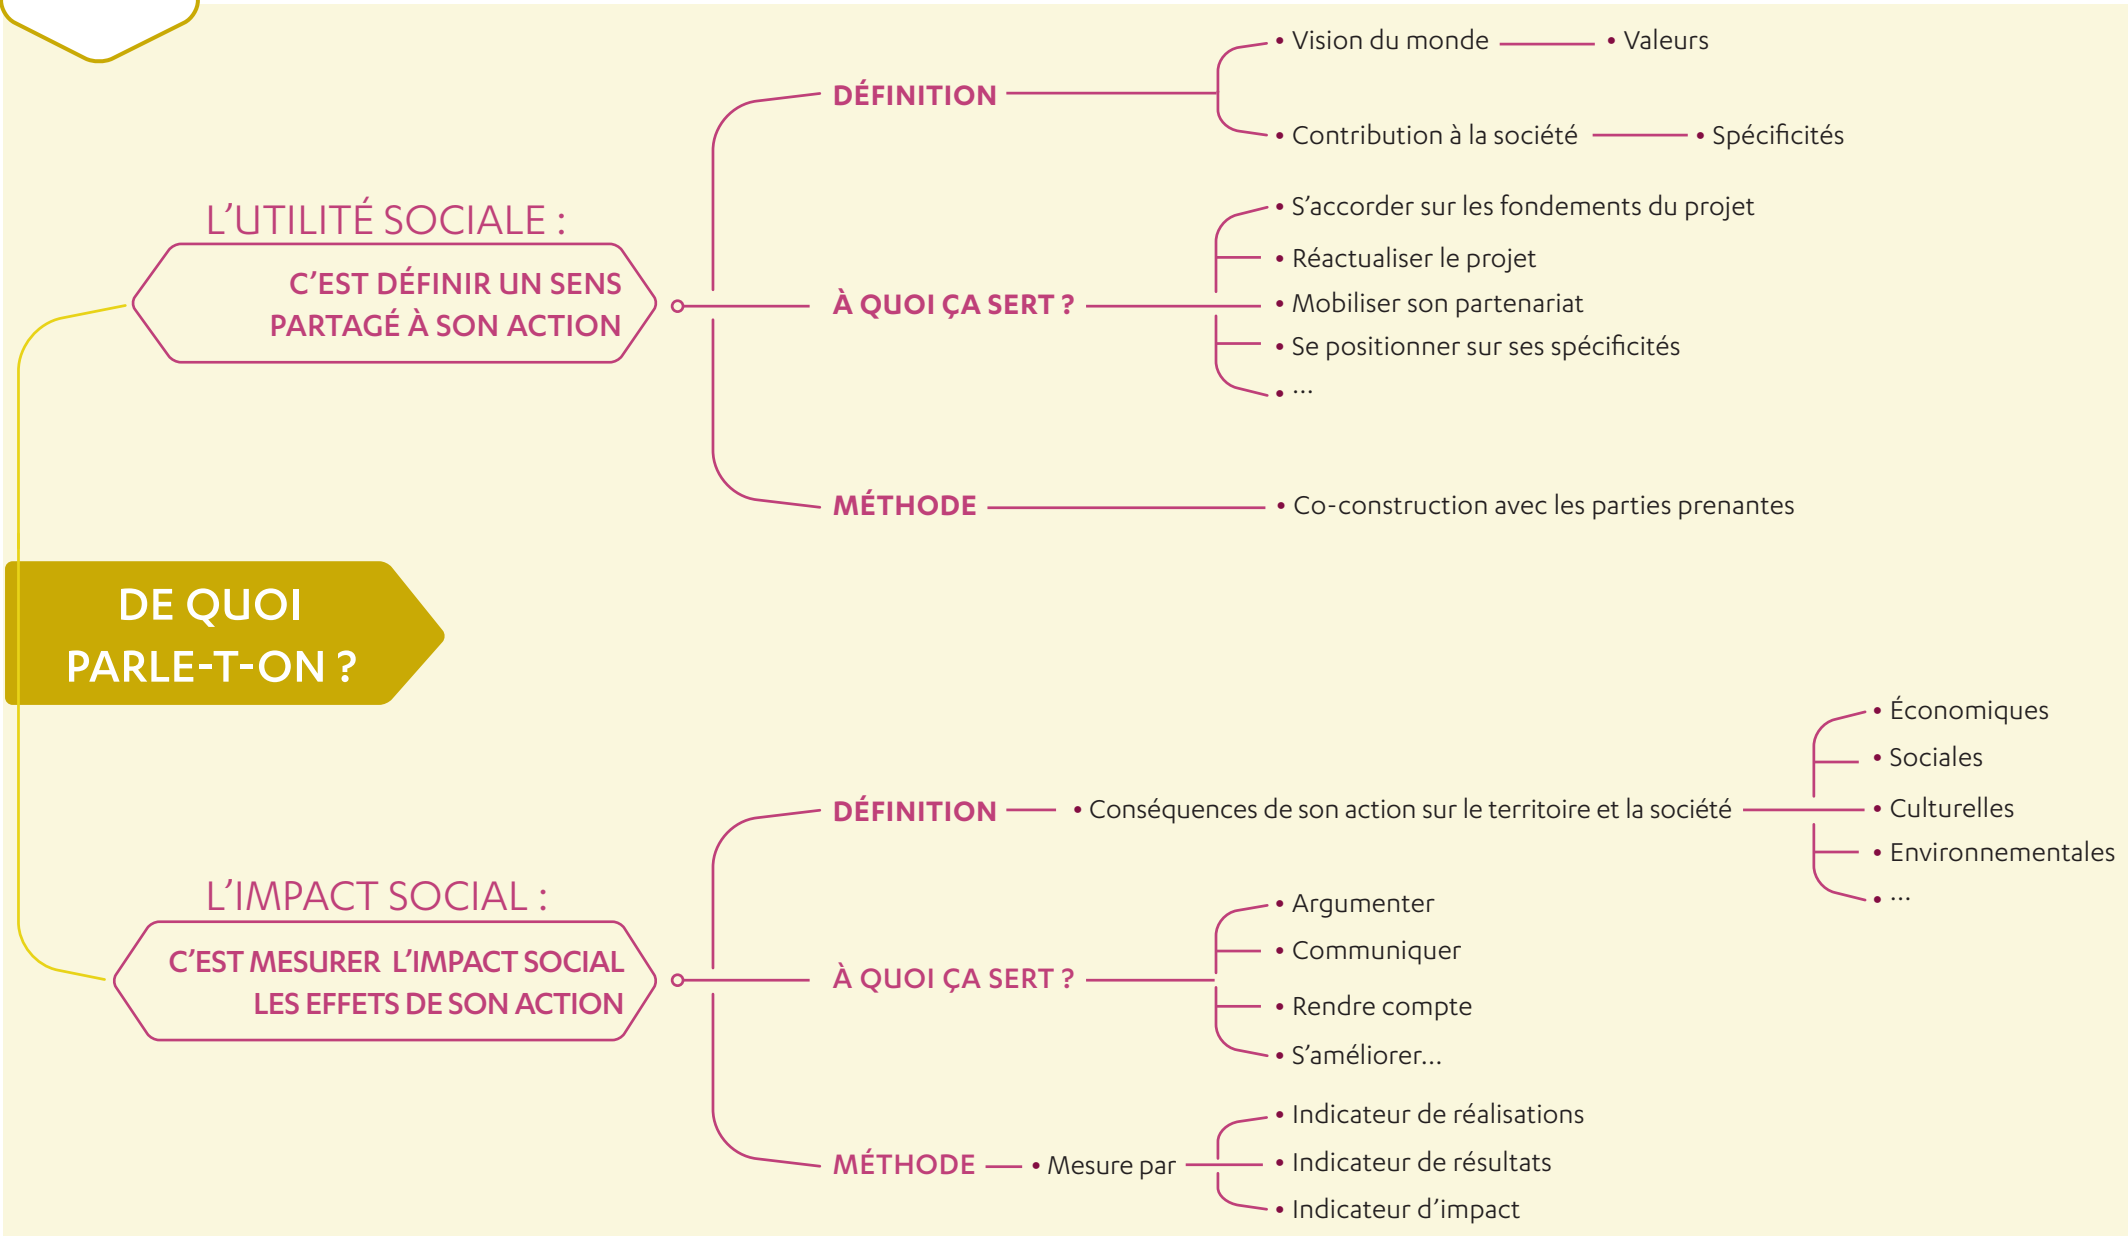 DE QUOI
PARLE-T-ON ?
L’UTILITÉ SOCIALE :
C’EST DÉFINIR UN SENS
PARTAGÉ À SON ACTION
DÉFINITION
• Vision du monde
• Valeurs
• Contribution à la société
• Spécificités
À QUOI ÇA SERT ?
• S’accorder sur les fondements du projet
• Réactualiser le projet
• Mobiliser son partenariat
• Se positionner sur ses spécificités
• ...
MÉTHODE
• Co-construction avec les parties prenantes
L’IMPACT SOCIAL :
C’EST MESURER L’IMPACT SOCIAL
LES EFFETS DE SON ACTION
DÉFINITION
• Conséquences de son action sur le territoire et la société
• Économiques
• Sociales
• Culturelles
• Environnementales
• ...
À QUOI ÇA SERT ?
• Argumenter
• Communiquer
• Rendre compte
• S’améliorer...
MÉTHODE
• Mesure par
• Indicateur de réalisations
• Indicateur de résultats
• Indicateur d’impact